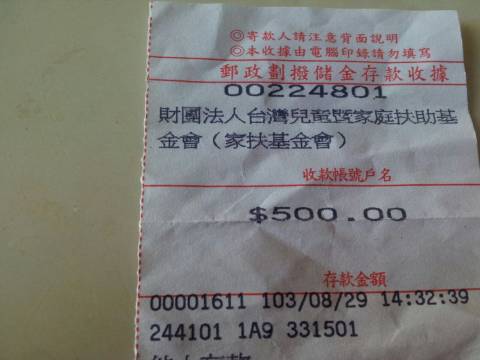 ◎寄款人請注意背面說明
◎本收據由電腦印錄請勿填寫
郵政劃撥儲金存款收據
00224801
財團法人台灣兒童暨家庭扶助基
金會（家扶基金會）
收款帳號戶名
$500.00
存款金額
00001611 103/08/29 14:32:39
244101 1A9 331501